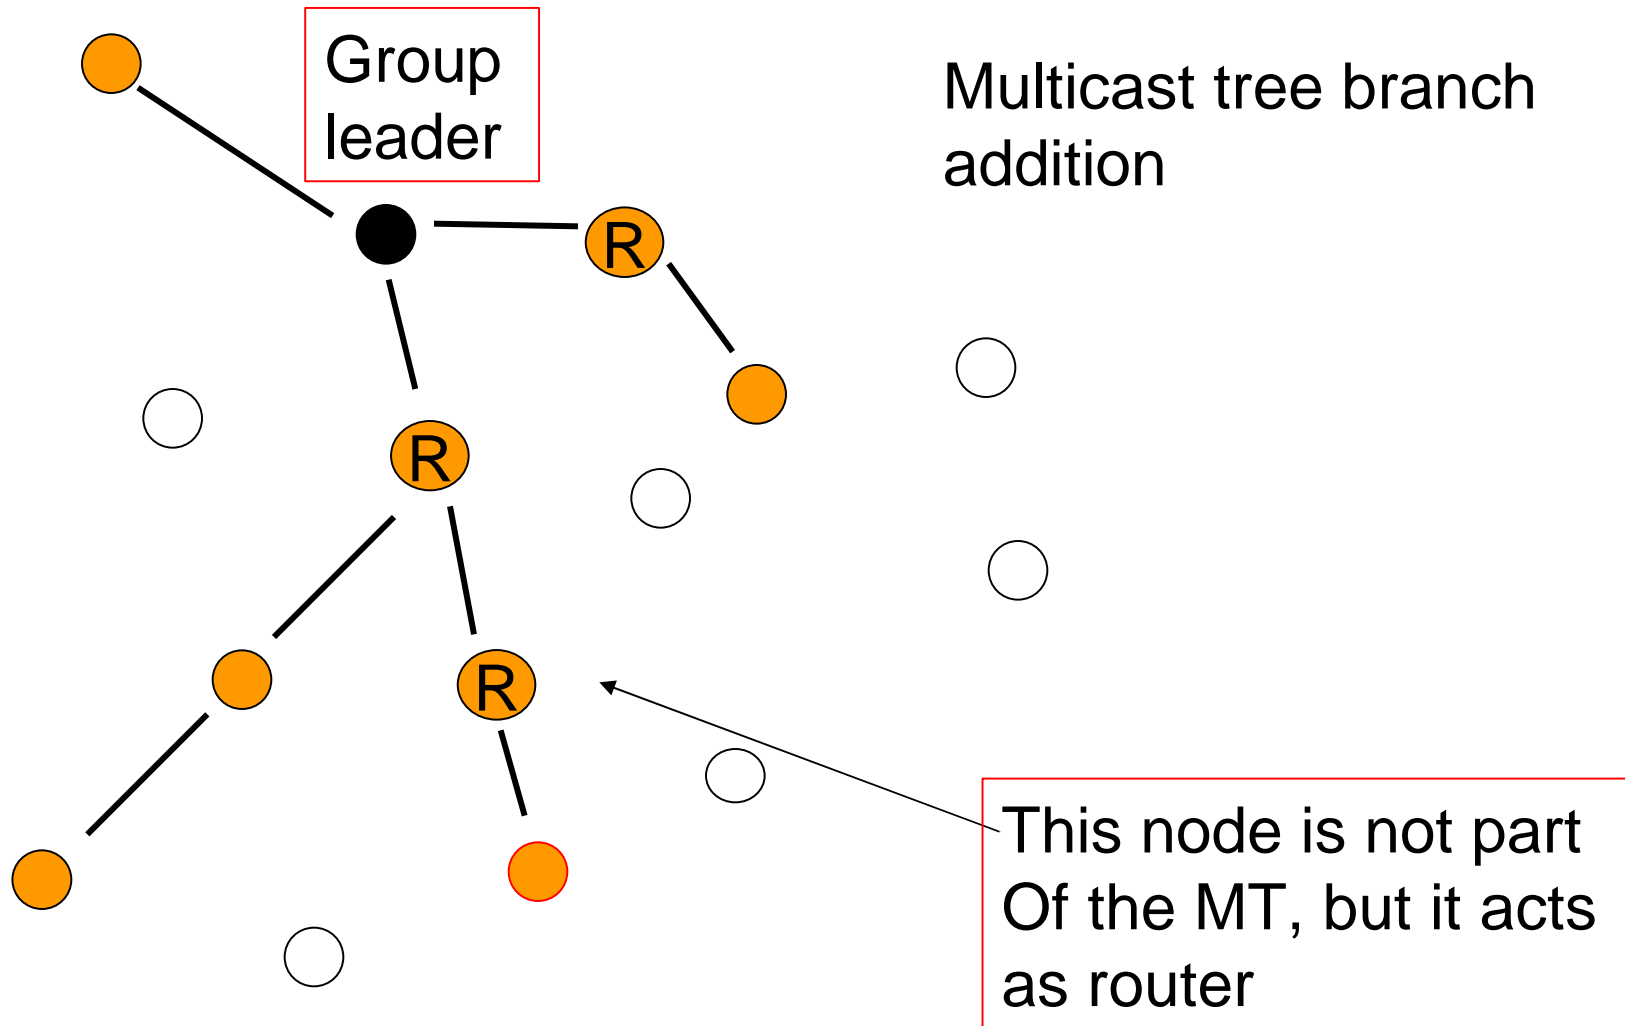 Group
leader
Multicast tree branch
addition
R
R
R
This node is not part
Of the MT, but it acts
as router